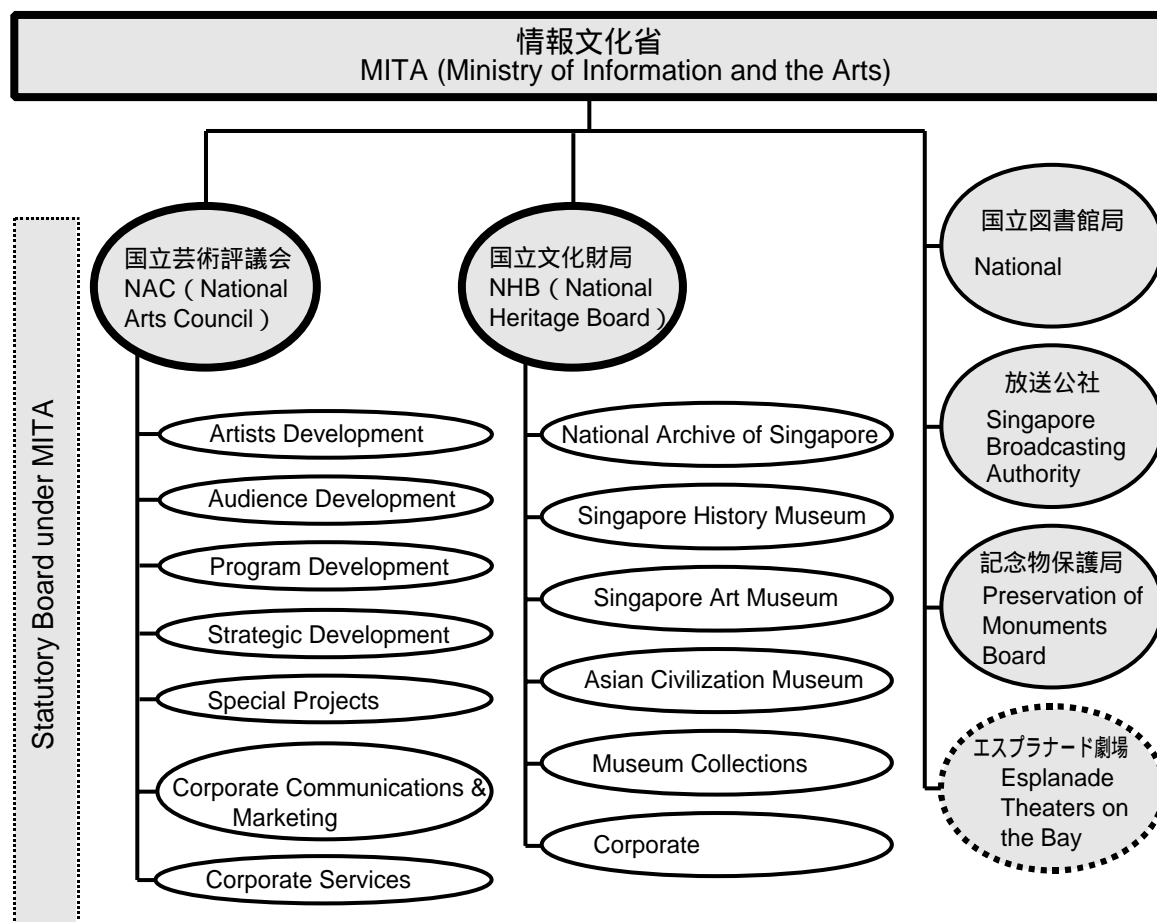 情報文化省
MITA (Ministry of Information and the Arts)
Statutory Board under MITA
国立芸術評議会
NAC（National
Arts Council）
Artists Development
Audience Development
Program Development
Strategic Development
Special Projects
Corporate Communications &
Marketing
Corporate Services
国立文化財局
NHB（National
Heritage Board）
National Archive of Singapore
Singapore History Museum
Singapore Art Museum
Asian Civilization Museum
Museum Collections
Corporate
国立図書館局
National
放送公社
Singapore
Broadcasting
Authority
記念物保護局
Preservation of
Monuments
Board
エスプラナード劇場
Esplanade
Theaters on
the Bay